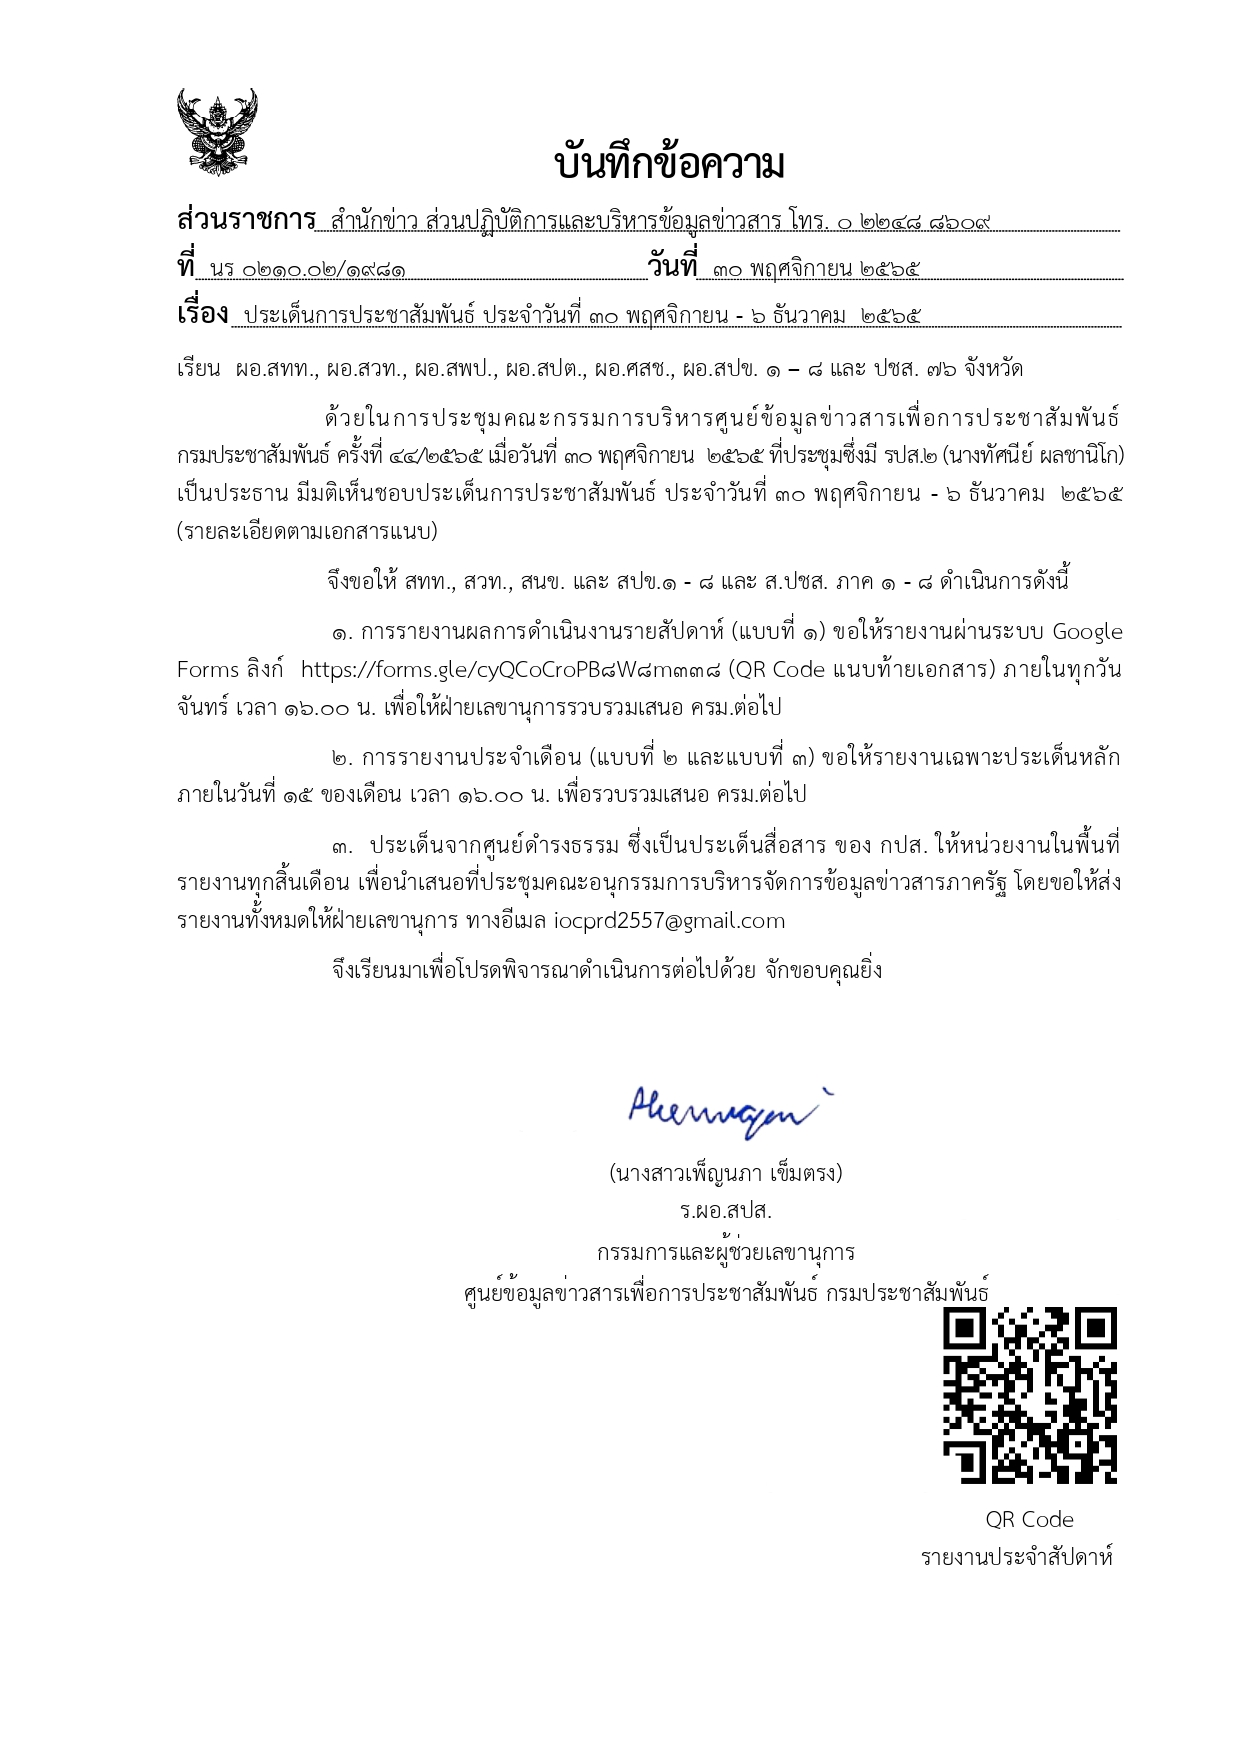 บันทึกข้อความ
ส่วนราชการ สำนักข่าว ส่วนปฏิบัติการและบริหารข้อมูลข่าวสาร โทร. ๐ ๒๒๔๘ ๘๖๐๙
ที่ นร ๐๒๑๐.๐๒/๑๙๘๑ วันที่ ๓๐ พฤศจิกายน ๒๕๖๕
เรื่อง ประเด็นการประชาสัมพันธ์ ประจำวันที่ ๓๐ พฤศจิกายน - ๖ ธันวาคม ๒๕๖๕
เรียน ผอ.สทท., ผอ.สวท., ผอ.สพป., ผอ.สปต., ผอ.ศสช., ผอ.สปข. ๑ – ๘ และ ปชส. ๗๖ จังหวัด
ด้วยในการประชุมคณะกรรมการบริหารศูนย์ข้อมูลข่าวสารเพื่อการประชาสัมพันธ์
กรมประชาสัมพันธ์ ครั้งที่ ๔๔/๒๕๖๕ เมื่อวันที่ ๓๐ พฤศจิกายน ๒๕๖๕ ที่ประชุมซึ่งมี รปส.๒ (นางทัศนีย์ ผลชานิโก)
เป็นประธาน มีมติเห็นชอบประเด็นการประชาสัมพันธ์ ประจำวันที่ ๓๐ พฤศจิกายน - ๖ ธันวาคม ๒๕๖๕
(รายละเอียดตามเอกสารแนบ)
จึงขอให้ สทท., สวท., สนข. และ สปข.๑ - ๘ และ ส.ปชส. ภาค ๑ - ๘ ดำเนินการดังนี้
๑. การรายงานผลการดำเนินงานรายสัปดาห์ (แบบที่ ๑) ขอให้รายงานผ่านระบบ Google
Forms ลิงก์ https://forms.gle/cyQCoCroPB๘W๘m๓๓๘ (QR Code แนบท้ายเอกสาร) ภายในทุกวัน
จันทร์ เวลา ๑๖.๐๐ น. เพื่อให้ฝ่ายเลขานุการรวบรวมเสนอ ครม.ต่อไป
๒. การรายงานประจำเดือน (แบบที่ ๒ และแบบที่ ๓) ขอให้รายงานเฉพาะประเด็นหลัก
ภายในวันที่ ๑๕ ของเดือน เวลา ๑๖.๐๐ น. เพื่อรวบรวมเสนอ ครม.ต่อไป
๓. ประเด็นจากศูนย์ดำรงธรรม ซึ่งเป็นประเด็นสื่อสาร ของ กปส. ให้หน่วยงานในพื้นที่
รายงานทุกสิ้นเดือน เพื่อนำเสนอที่ประชุมคณะอนุกรรมการบริหารจัดการข้อมูลข่าวสารภาครัฐ โดยขอให้ส่ง
รายงานทั้งหมดให้ฝ่ายเลขานุการ ทางอีเมล iocprd2557@gmail.com
จึงเรียนมาเพื่อโปรดพิจารณาดำเนินการต่อไปด้วย จักขอบคุณยิ่ง
(นางสาวเพ็ญนภา เข็มตรง)
ร.ผอ.สปส.
กรรมการและผู้ช่วยเลขานุการ
ศูนย์ข้อมูลข่าวสารเพื่อการประชาสัมพันธ์ กรมประชาสัมพันธ์
QR Code
รายงานประจำสัปดาห์